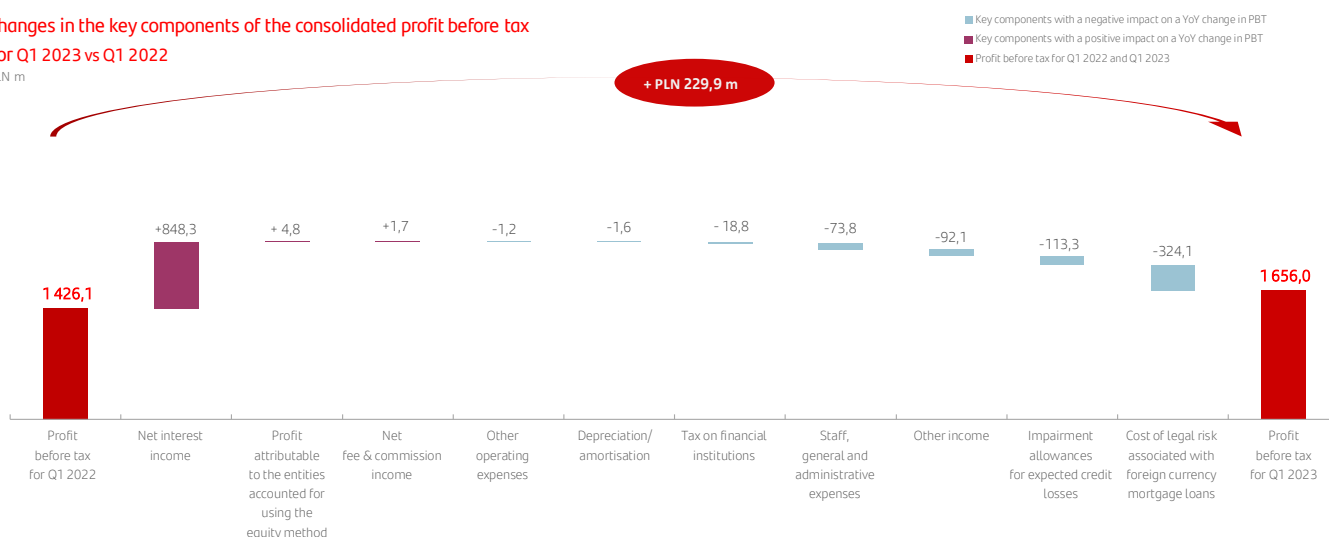 hanges in the key components of the consolidated profit before tax
or Q1 2023 vs Q1 2022
LN m
Key components with a negative impact on a YoY change in PBT
Key components with a positive impact on a YoY change in PBT
Profit before tax for Q1 2022 and Q1 2023
+ PLN 229,9 m
1 426,1
+848,3
+ 4,8
+1,7
-1,2
-1,6
- 18,8
-73,8
-92,1
-113,3
-324,1
1 656,0
Profit
before tax
for Q1 2022
Net interest
income
Profit
attributable
to the entities
accounted for
using the
equity method
Net
fee & commission
income
Other
operating
expenses
Depreciation/
amortisation
Tax on financial
institutions
Staff,
general and
administrative
expenses
Other income
Impairment
allowances
for expected credit
losses
Cost of legal risk
associated with
foreign currency
mortgage loans
Profit
before tax
for Q1 2023